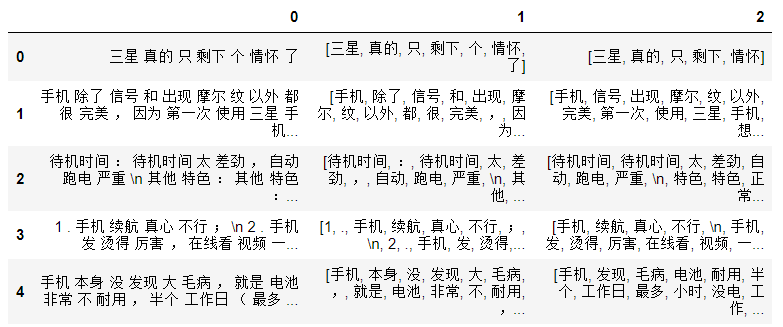 0 1 2
0 三星 真的 只 剩下 个 情怀 了 [三星, 真的, 只, 剩下, 个, 情怀, 了] [三星, 真的, 只, 剩下, 情怀]
1 手机 除了 信号 和 出现 摩尔 纹 以外 都 很 完美 ， 因为 第一次 使用 三星 手 机... [手机, 除了, 信号, 和, 出现, 摩尔, 纹, 以外, 都, 很, 完美, ，, 因 为... [手机, 信号, 出现, 摩尔, 纹, 以外, 完美, 第一次, 使用, 三星, 手机, 想...
2 待机时间 ： 待机时间 太 差劲 ， 自动 跑电 严重 \n 其他 特色 ： 其他 特色 ：... [待机时间, ：, 待机时间, 太, 差劲, ，, 自动, 跑电, 严重, \n, 其他, ... [待机时间, 待机时间, 太, 差劲, 自动, 跑电, 严重, \n, 特色, 特色, 正常...
3 1 . 手机 续航 真心 不行 ； \n 2 . 手机 发 烫得 厉害 ， 在线看 视频 一... [1, ., 手机, 续航, 真心, 不行, ；, \n, 2, ., 手机, 发, 烫得,... [手机, 续航, 真心, 不行, \n, 手机, 发, 烫得, 厉害, 在线看, 视频, 一...
4 手机 本身 没 发现 大 毛病 ， 就是 电池 非常 不 耐用 ， 半个 工作日 （ 最多 ... [手机, 本身, 没, 发现, 大, 毛病, ，, 就是, 电池, 非常, 不, 耐用, ，... [手机, 发现, 毛病, 电池, 耐用, 半个, 工作日, 最多, 小时, 没电, 工作, ...